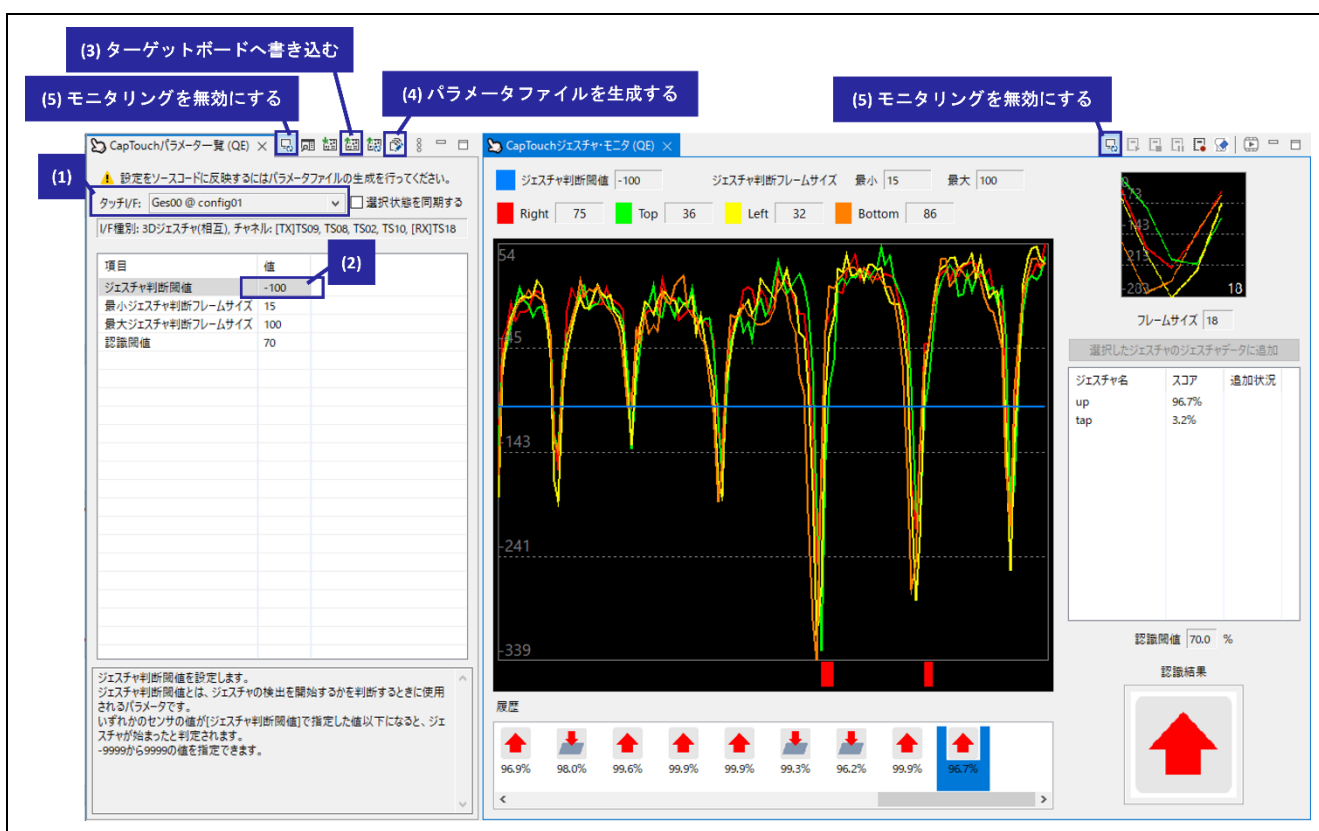 (3) ターゲットボードへ書き込む
(5) モニタリングを無効にする
(4) パラメータファイルを生成する
(5) モニタリングを無効にする
CapTouchパラメーター覧 (QE)
(1)
設定をソースコードに反映するにはパラメータファイルの生成を行ってください。
タッチI/F: Ges00 @ config01
選択状態を同期する
I/F種別: 3Dジェスチャ(相互), チャネル: [TX]TS09, TS08, TS02, TS10, [RX]TS18
項目 値
(2)
ジェスチャ判断閾値 -100
最小ジェスチャ判断フレームサイズ 15
最大ジェスチャ判断フレームサイズ 100
認識閾値 70
ジェスチャ判断閾値を設定します。
ジェスチャ判断閾値とは、ジェスチャの検出を開始するかを判断するときに使用
されるパラメータです。
いずれかのセンサの値が[ジェスチャ判断閾値]で指定した値以下になると、ジェ
スチャが始まったと判定されます。
-9999から9999の値を指定できます。
CapTouchジェスチャ・モニタ (QE)
ジェスチャ判断閾値 -100 ジェスチャ判断フレームサイズ 最小 15 最大 100
Right 75 Top 36 Left 32 Bottom 86
54
-45
-143
-241
-339
履歴
96.9% 98.0% 99.6% 99.9% 99.9% 99.3% 96.2% 99.9% 96.7%
0
-73
-143
-213
-283
18
フレームサイズ 18
選択したジェスチャのジェスチャデータに追加
ジェスチャ名 スコア 追加状況
up 96.7%
tap 3.2%
認識閾値 70.0 %
認識結果